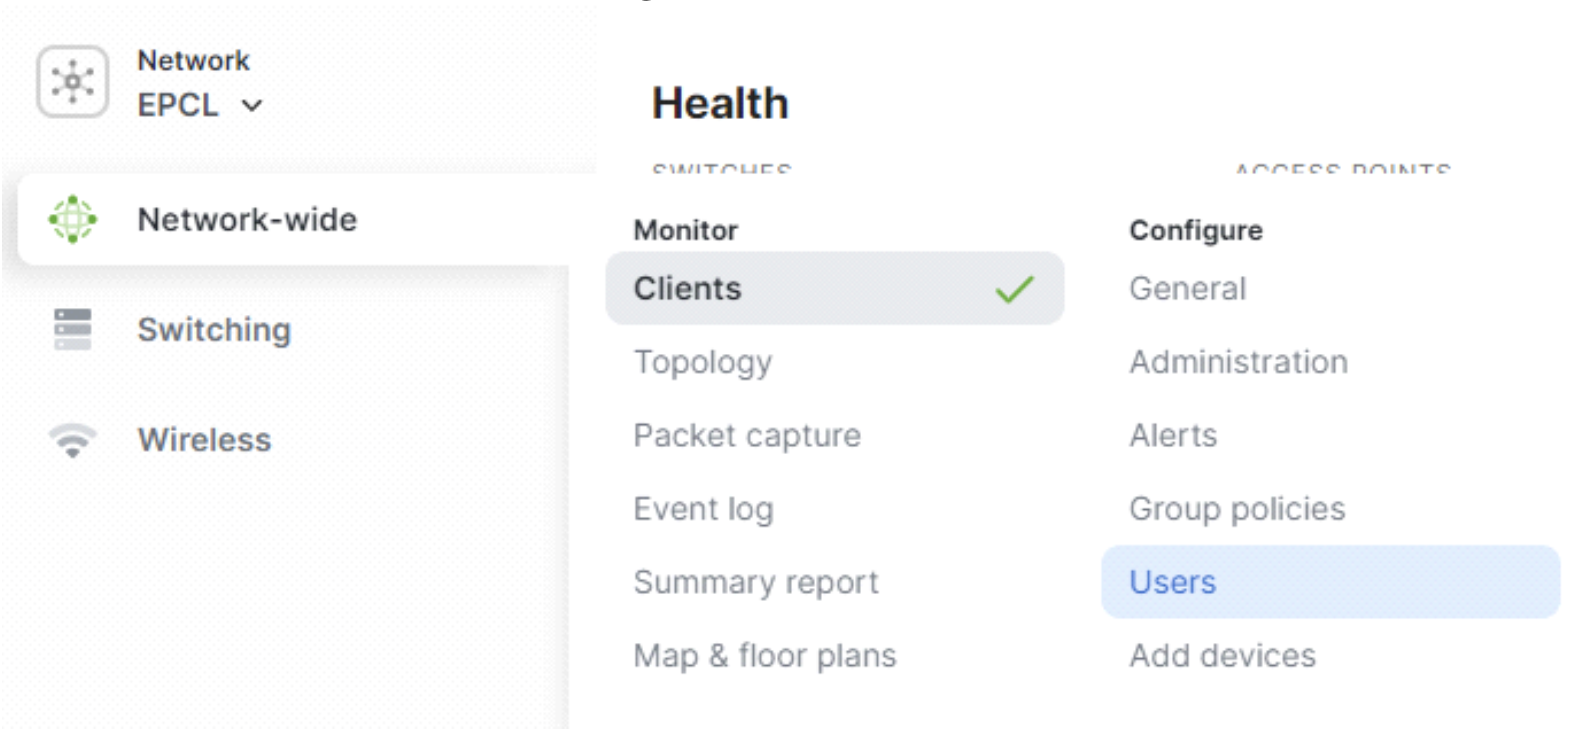 Network
EPCL
Network-wide
Switching
Wireless
Health
SWITCHES
ACCESS POINTS
Monitor
Clients
Topology
Packet capture
Event log
Summary report
Map & floor plans
Configure
General
Administration
Alerts
Group policies
Users
Add devices